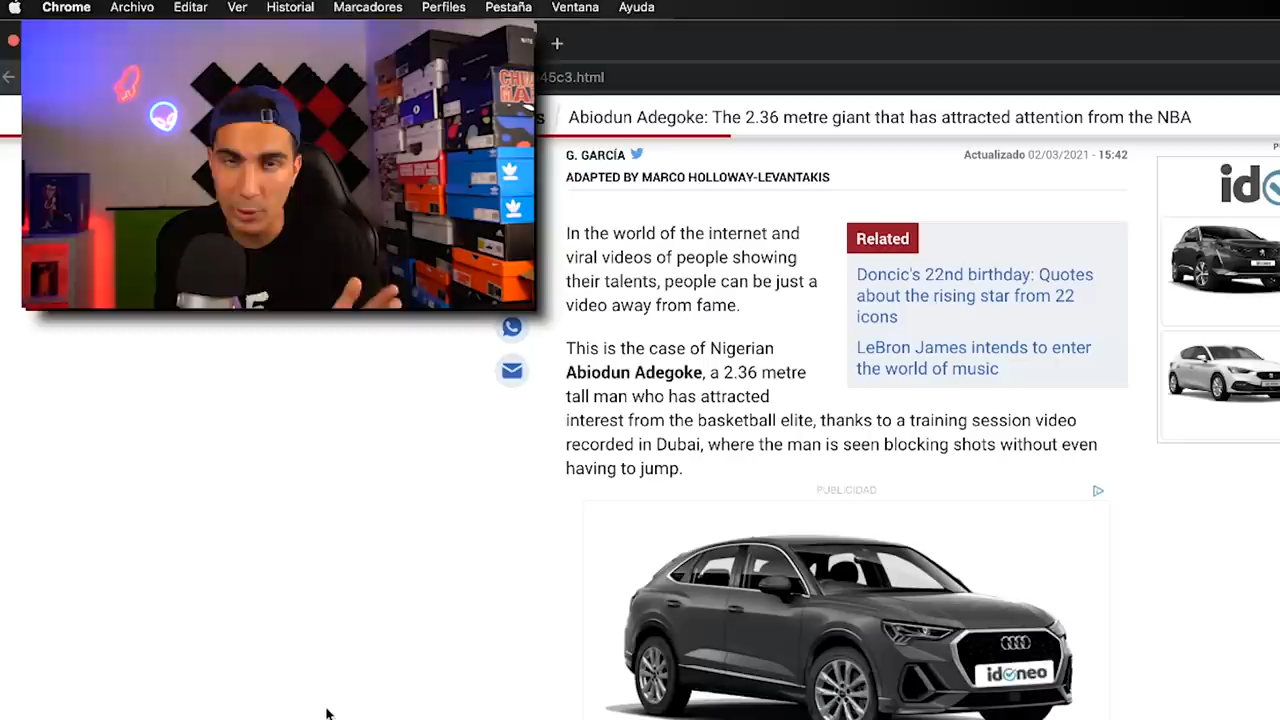 Chrome Archivo Editar Ver Historial Marcadores Perfiles Pestaña Ventana Ayuda
45c3.html
Abiodun Adegoke: The 2.36 metre giant that has attracted attention from the NBA
G. GARCÍA
Actualizado 02/03/2021 - 15:42
ADAPTED BY MARCO HOLLOWAY-LEVANTAKIS
In the world of the internet and
viral videos of people showing
their talents, people can be just a
video away from fame.
Related
Doncic's 22nd birthday: Quotes
about the rising star from 22
icons
LeBron James intends to enter
the world of music
This is the case of Nigerian
Abiodun Adegoke, a 2.36 metre
tall man who has attracted
interest from the basketball elite, thanks to a training session video
recorded in Dubai, where the man is seen blocking shots without even
having to jump.
PUBLICIDAD
idoneo